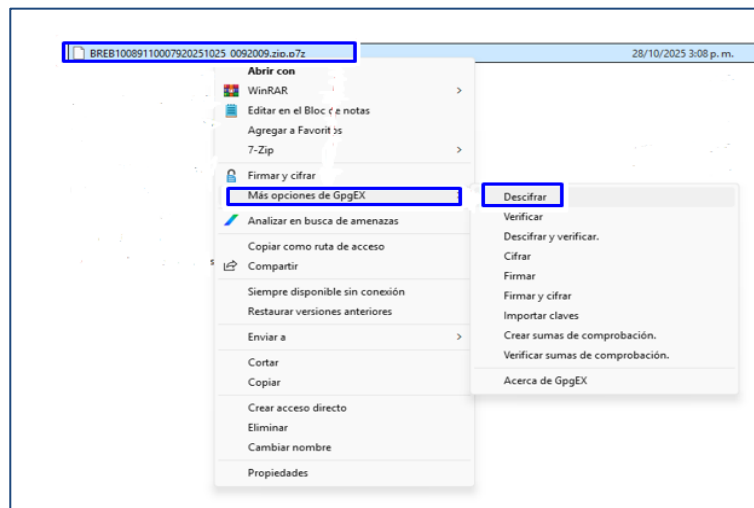 BREB10089110007920251025_0092009.zip.p7z
28/10/2025 3:08 p. m.
Abrir con
WinRAR
Editar en el Bloc de notas
Agregar a Favoritos
7-Zip
Firmar y cifrar
Más opciones de GpgEX
Analizar en busca de amenazas
Copiar como ruta de acceso
Compartir
Siempre disponible sin conexión
Restaurar versiones anteriores
Enviar a
Cortar
Copiar
Crear acceso directo
Eliminar
Cambiar nombre
Propiedades
Descifrar
Verificar
Descifrar y verificar.
Cifrar
Firmar
Firmar y cifrar
Importar claves
Crear sumas de comprobación.
Verificar sumas de comprobación.
Acerca de GpgEX